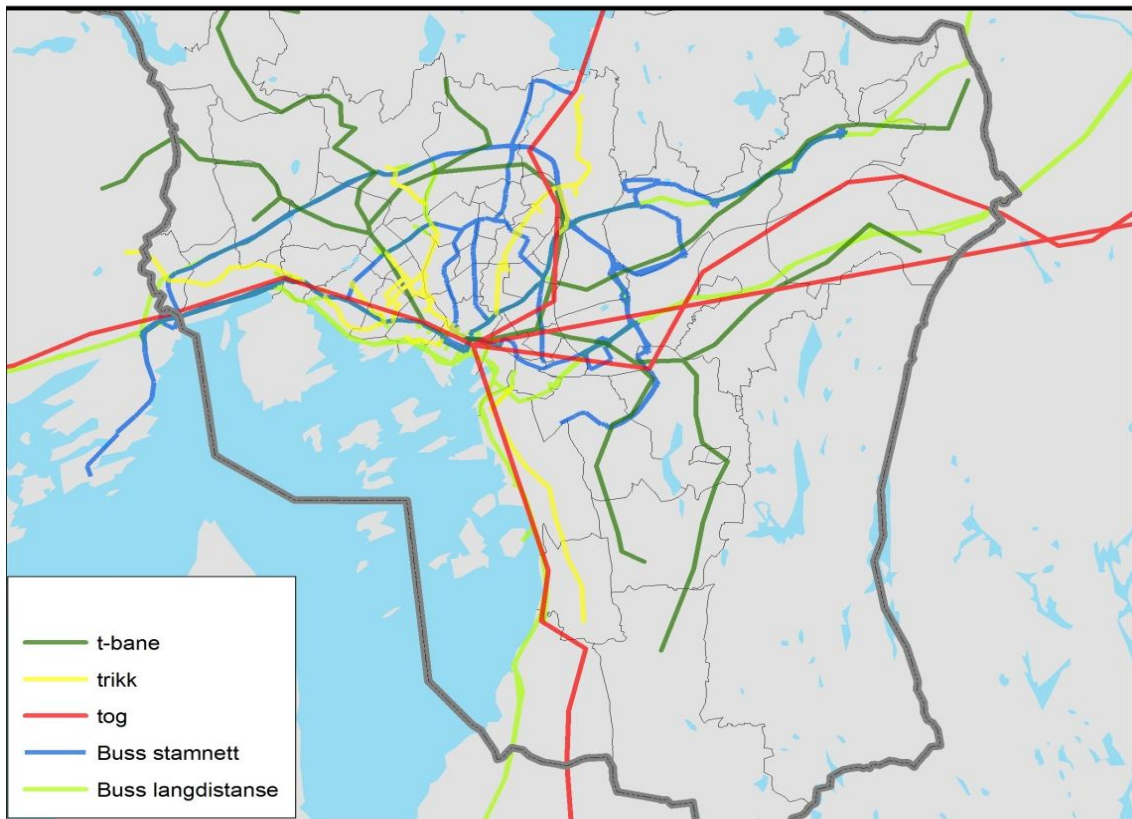 t-bane
trikk
tog
Buss stamnett
Buss langdistanse